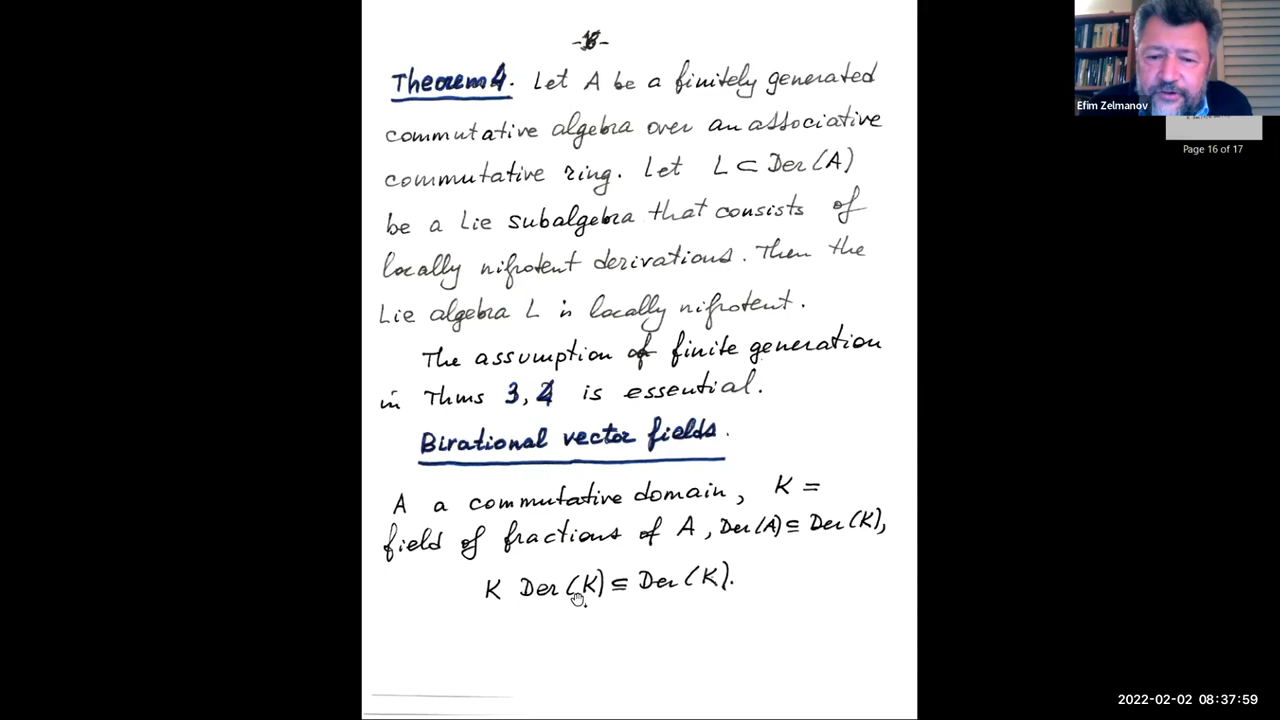 Theorem 4. Let A be a finitely generated
commutative algebra over an associative
commutative ring. Let L ⊂ Der(A)
be a Lie subalgebra that consists of
locally nilpotent derivations. Then the
Lie algebra L is locally nilpotent.
The assumption of finite generation
in Thms 3, 4 is essential.
Birational vector fields.
A a commutative domain, K =
field of fractions of A, Der(A) ⊆ Der(K),
K Der(K) ⊆ Der(K).
Efim Zelmanov
Page 16 of 17
2022-02-02 08:37:59